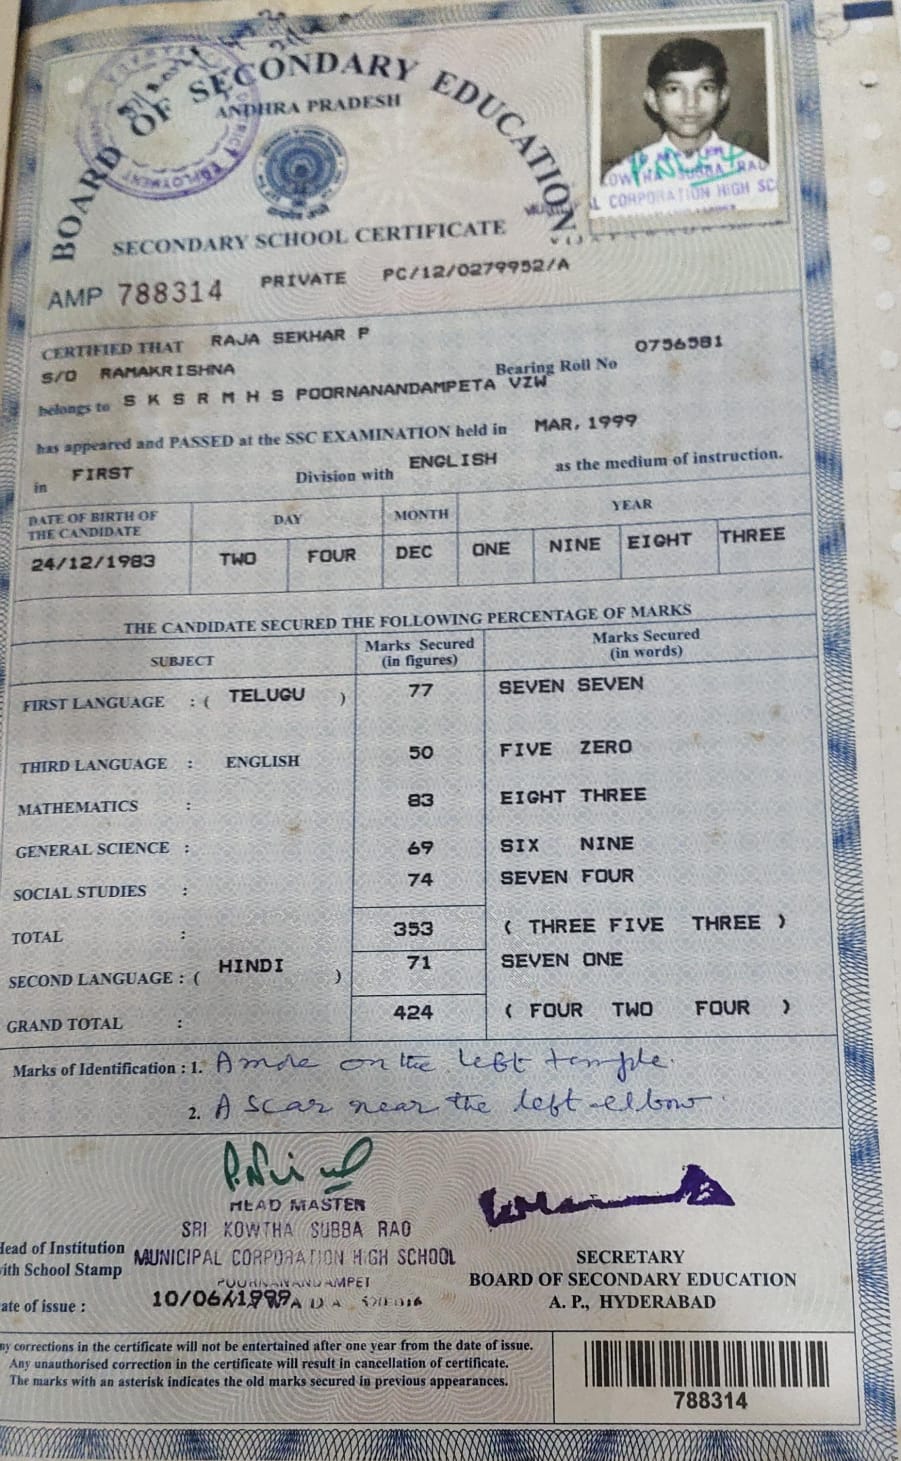 BOARD OF SECONDARY EDUCATION
ANDHRA PRADESH
SECONDARY SCHOOL CERTIFICATE
AMP 788314 PRIVATE PC/12/0279952/A
CERTIFIED THAT RAJA SEKHAR P
S/O RAMAKRISHNA Bearing Roll No 0756581
belongs to S K S R M H S POORNANANDAMPETA VZW
has appeared and PASSED at the SSC EXAMINATION held in MAR, 1999
in FIRST Division with ENGLISH as the medium of instruction.
DATE OF BIRTH OF THE CANDIDATE DAY MONTH YEAR
24/12/1983 TWO FOUR DEC ONE NINE EIGHT THREE
THE CANDIDATE SECURED THE FOLLOWING PERCENTAGE OF MARKS
SUBJECT Marks Secured (in figures) Marks Secured (in words)
FIRST LANGUAGE : ( TELUGU ) 77 SEVEN SEVEN
THIRD LANGUAGE : ENGLISH 50 FIVE ZERO
MATHEMATICS : 83 EIGHT THREE
GENERAL SCIENCE : 69 SIX NINE
SOCIAL STUDIES : 74 SEVEN FOUR
TOTAL : 353 ( THREE FIVE THREE )
SECOND LANGUAGE : ( HINDI ) 71 SEVEN ONE
GRAND TOTAL : 424 ( FOUR TWO FOUR )
Marks of Identification : 1. A mole on the left temple.
2. A scar near the left elbow.
HEAD MASTER
SRI KOWTHA SUBBA RAO
MUNICIPAL CORPORATION HIGH SCHOOL
POORNANANDAMPET
Head of Institution
with School Stamp
Date of issue : 10/06/1999
SECRETARY
BOARD OF SECONDARY EDUCATION
A. P., HYDERABAD
Any corrections in the certificate will not be entertained after one year from the date of issue.
Any unauthorised correction in the certificate will result in cancellation of certificate.
The marks with an asterisk indicates the old marks secured in previous appearances.
788314